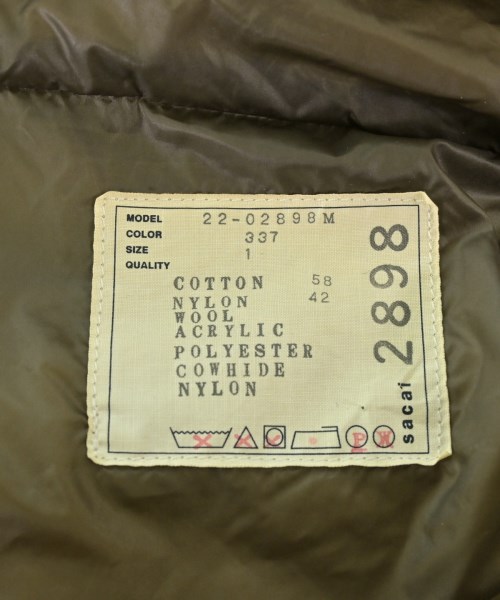 MODEL 22-02898M
COLOR 337
SIZE 1
QUALITY
COTTON 58
NYLON 42
WOOL
ACRYLIC
POLYESTER
COWHIDE
NYLON
P W
sacai 2898